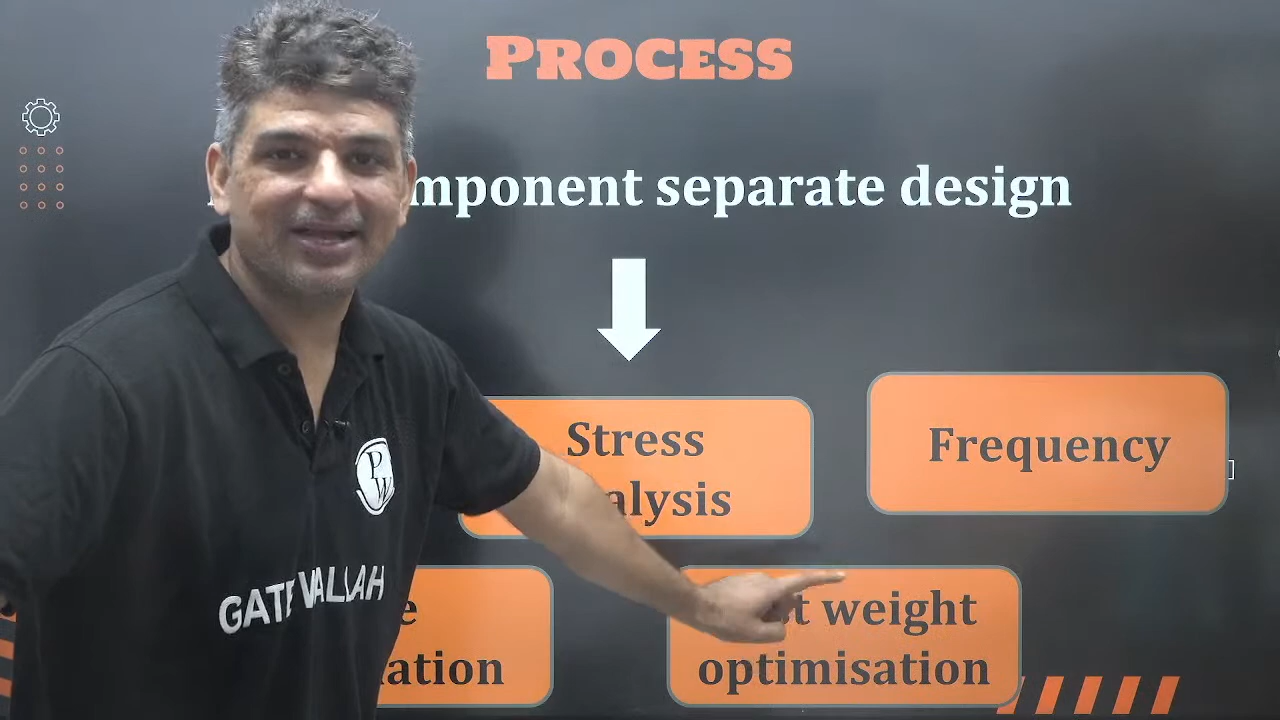 PROCESS
mponent separate design
Stress
alysis
Frequency
e
ation
t weight
optimisation
PW
GATE WALLAH